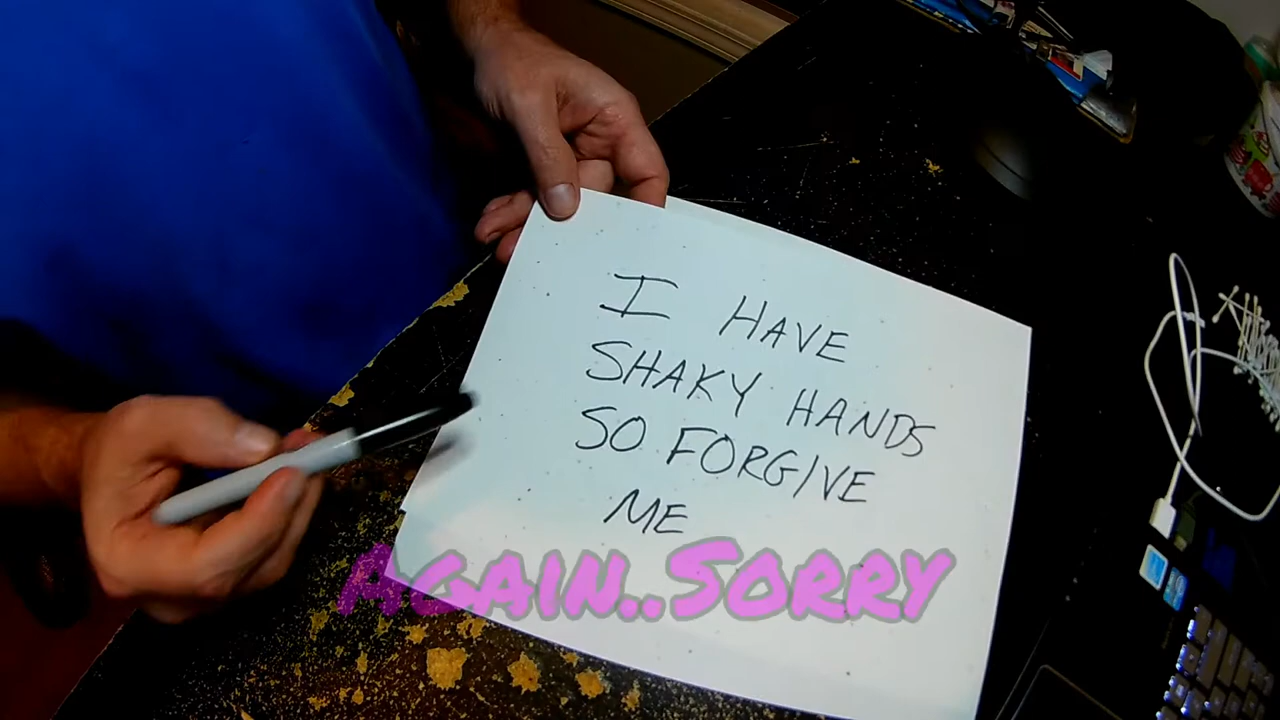 I HAVE
SHAKY HANDS
SO FORGIVE
ME
AGAIN..SORRY